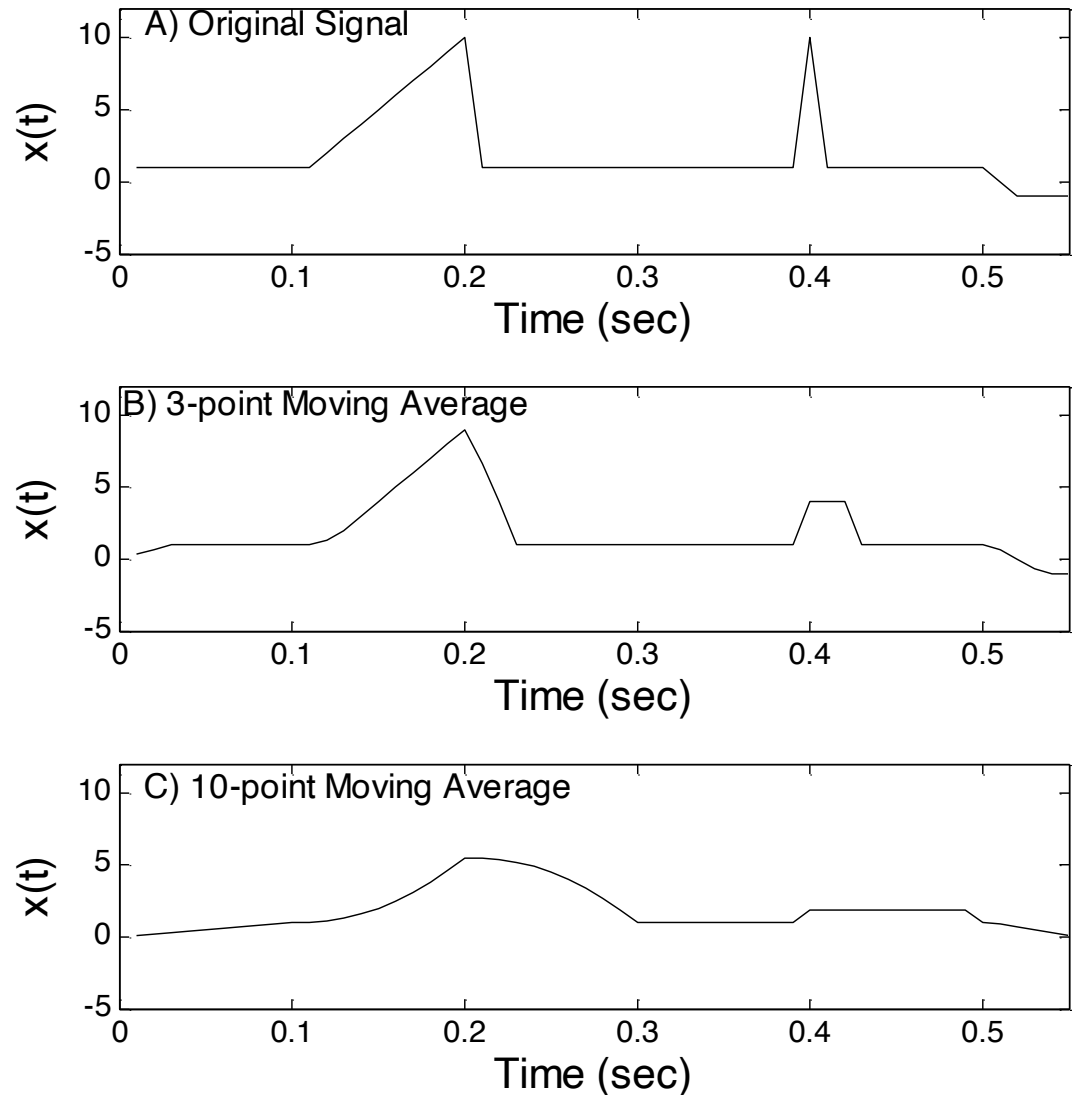 A) Original Signal
10
5
0
-5
x(t)
0 0.1 0.2 0.3 0.4 0.5
Time (sec)
B) 3-point Moving Average
10
5
0
-5
x(t)
0 0.1 0.2 0.3 0.4 0.5
Time (sec)
C) 10-point Moving Average
10
5
0
-5
x(t)
0 0.1 0.2 0.3 0.4 0.5
Time (sec)